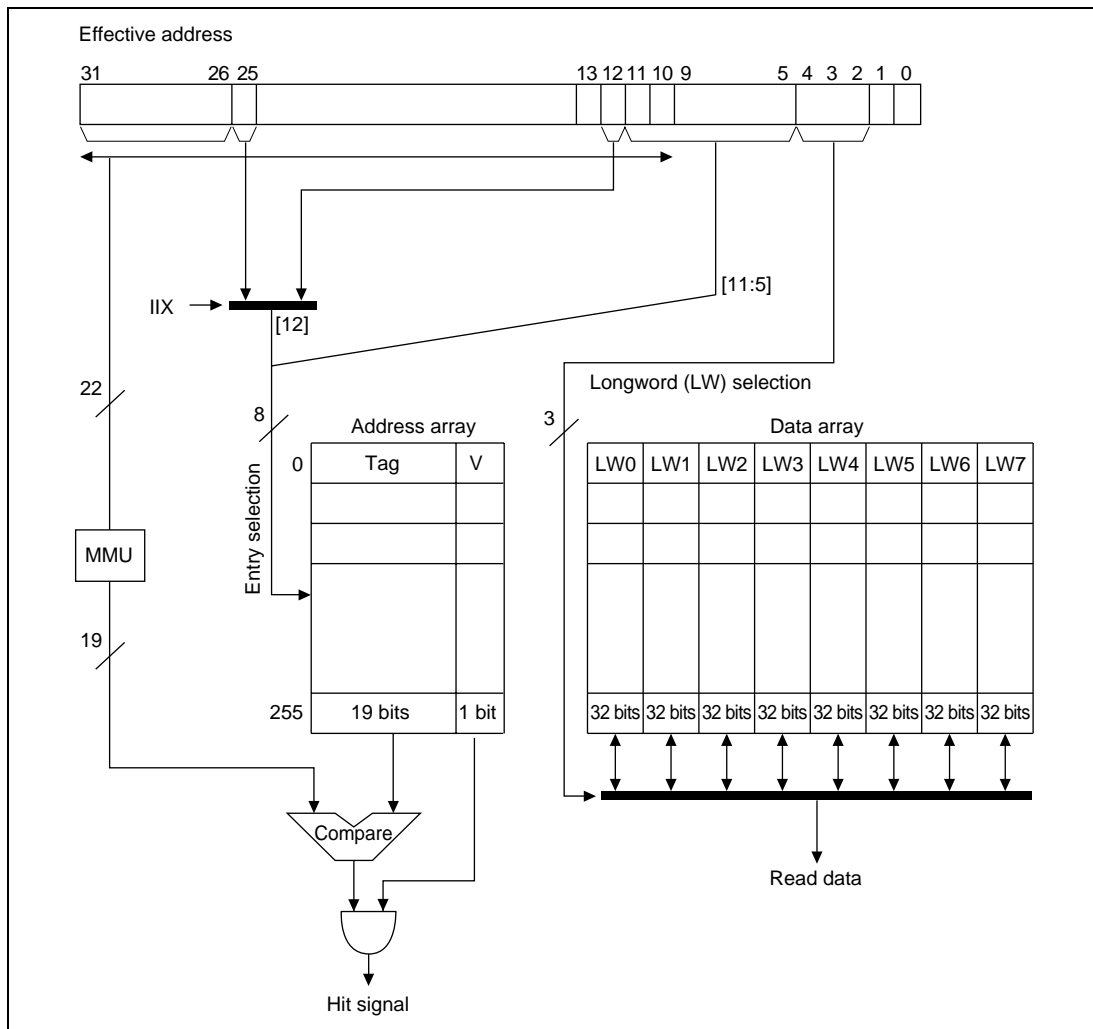 Effective address
31 26 25 13 12 11 10 9 5 4 3 2 1 0
[11:5]
IIX
[12]
22
Longword (LW) selection
8
3
Entry selection
Address array
Data array
0
Tag
V
LW0 LW1 LW2 LW3 LW4 LW5 LW6 LW7
MMU
19
255
19 bits
1 bit
32 bits 32 bits 32 bits 32 bits 32 bits 32 bits 32 bits 32 bits
Compare
Read data
Hit signal